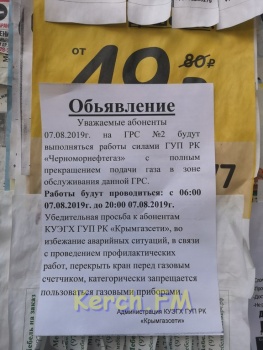 от
80₽
49
77
Объявление
Уважаемые абоненты
07.08.2019г. на ГРС №2 будут
выполняться работы силами ГУП РК
«Черноморнефтегаз» с полным
прекращением подачи газа в зоне
обслуживания данной ГРС.
Работы будут проводиться: с 06:00
07.08.2019г. до 20:00 07.08.2019г.
Убедительная просьба к абонентам
КУЭГХ ГУП РК «Крымгазсети», во
избежание аварийных ситуаций, в связи
с проведением профилактических
работ, перекрыть кран перед газовым
счетчиком, категорически запрещается
пользоваться газовыми приборами.
Kerch.FM
Администрация КУЭГХ ГУП РК
«Крымгазсети»